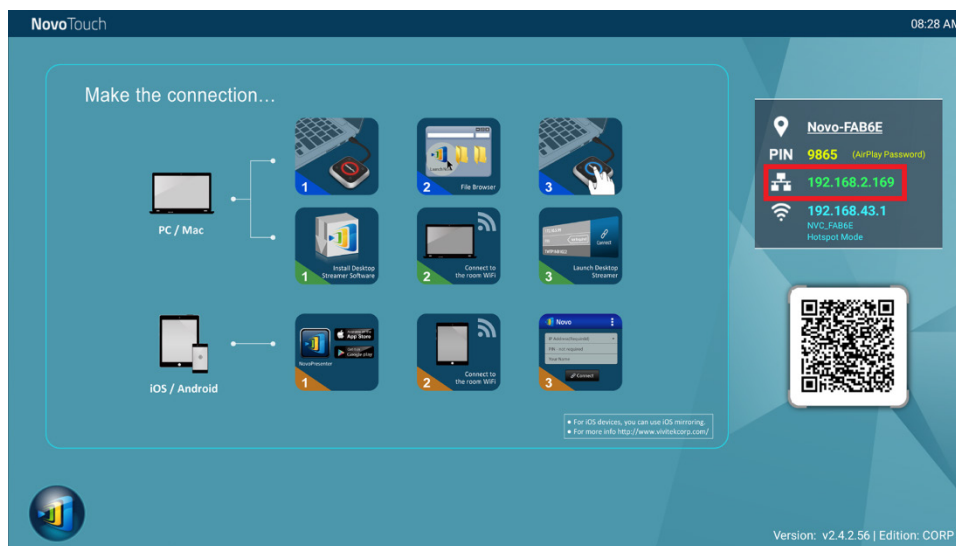 NovoTouch
08:28 AM
Make the connection...
Novo-FAB6E
PIN 9865 (AirPlay Password)
192.168.2.169
192.168.43.1
NVC_FAB6E
Hotspot Mode
PC / Mac
1
2 File Browser
3
1 Install Desktop
Streamer Software
2 Connect to
the room WiFi
3 Launch Desktop
Streamer
Connect
iOS / Android
NovoPresenter
App Store
Google play
1
2 Connect to
the room WiFi
Novo
PIN - not required
Connect
3
• For iOS devices, you can use iOS mirroring.
• For more info http://www.vivitekcorp.com/
Version: v2.4.2.56 | Edition: CORP